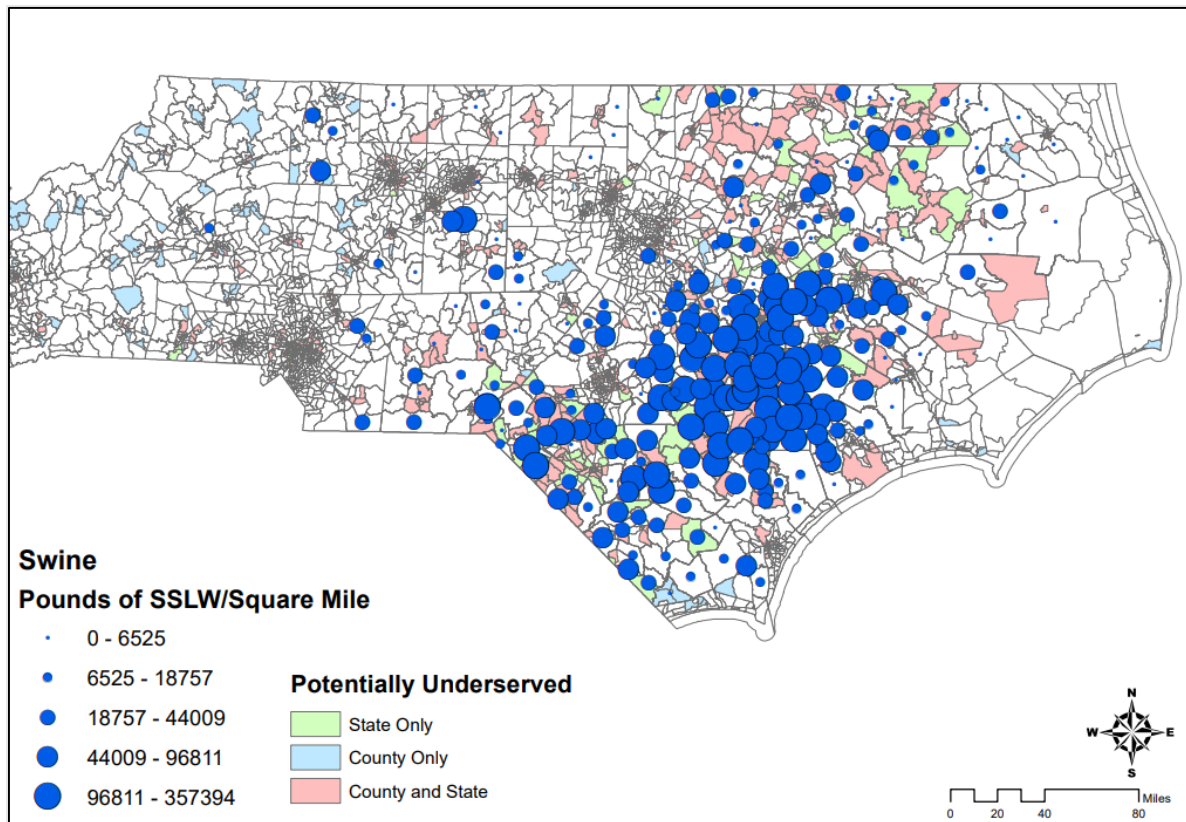 Swine
Pounds of SSLW/Square Mile
0 - 6525
6525 - 18757
18757 - 44009
44009 - 96811
96811 - 357394
Potentially Underserved
State Only
County Only
County and State
N
W E
S
Miles
0 20 40 80